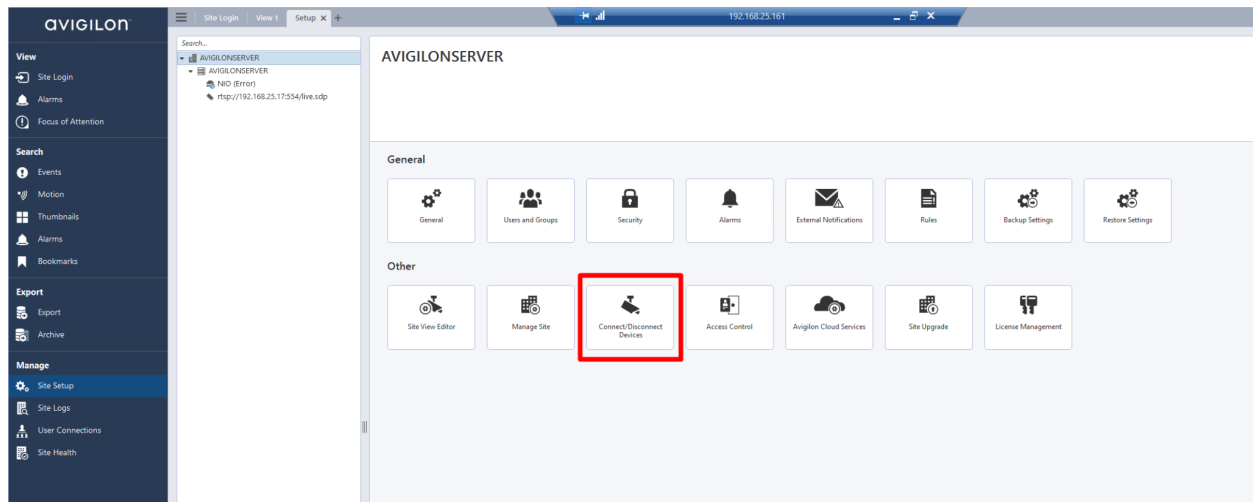 avigilon
Site Login
View 1
Setup
192.168.25.161
View
Site Login
Alarms
Focus of Attention
Search
Events
Motion
Thumbnails
Alarms
Bookmarks
Export
Export
Archive
Manage
Site Setup
Site Logs
User Connections
Site Health
Search...
AVIGILONSERVER
AVIGILONSERVER
NIO (Error)
rtsp://192.168.25.17:554/live.sdp
AVIGILONSERVER
General
General
Users and Groups
Security
Alarms
External Notifications
Rules
Backup Settings
Restore Settings
Other
Site View Editor
Manage Site
Connect/Disconnect
Devices
Access Control
Avigilon Cloud Services
Site Upgrade
License Management